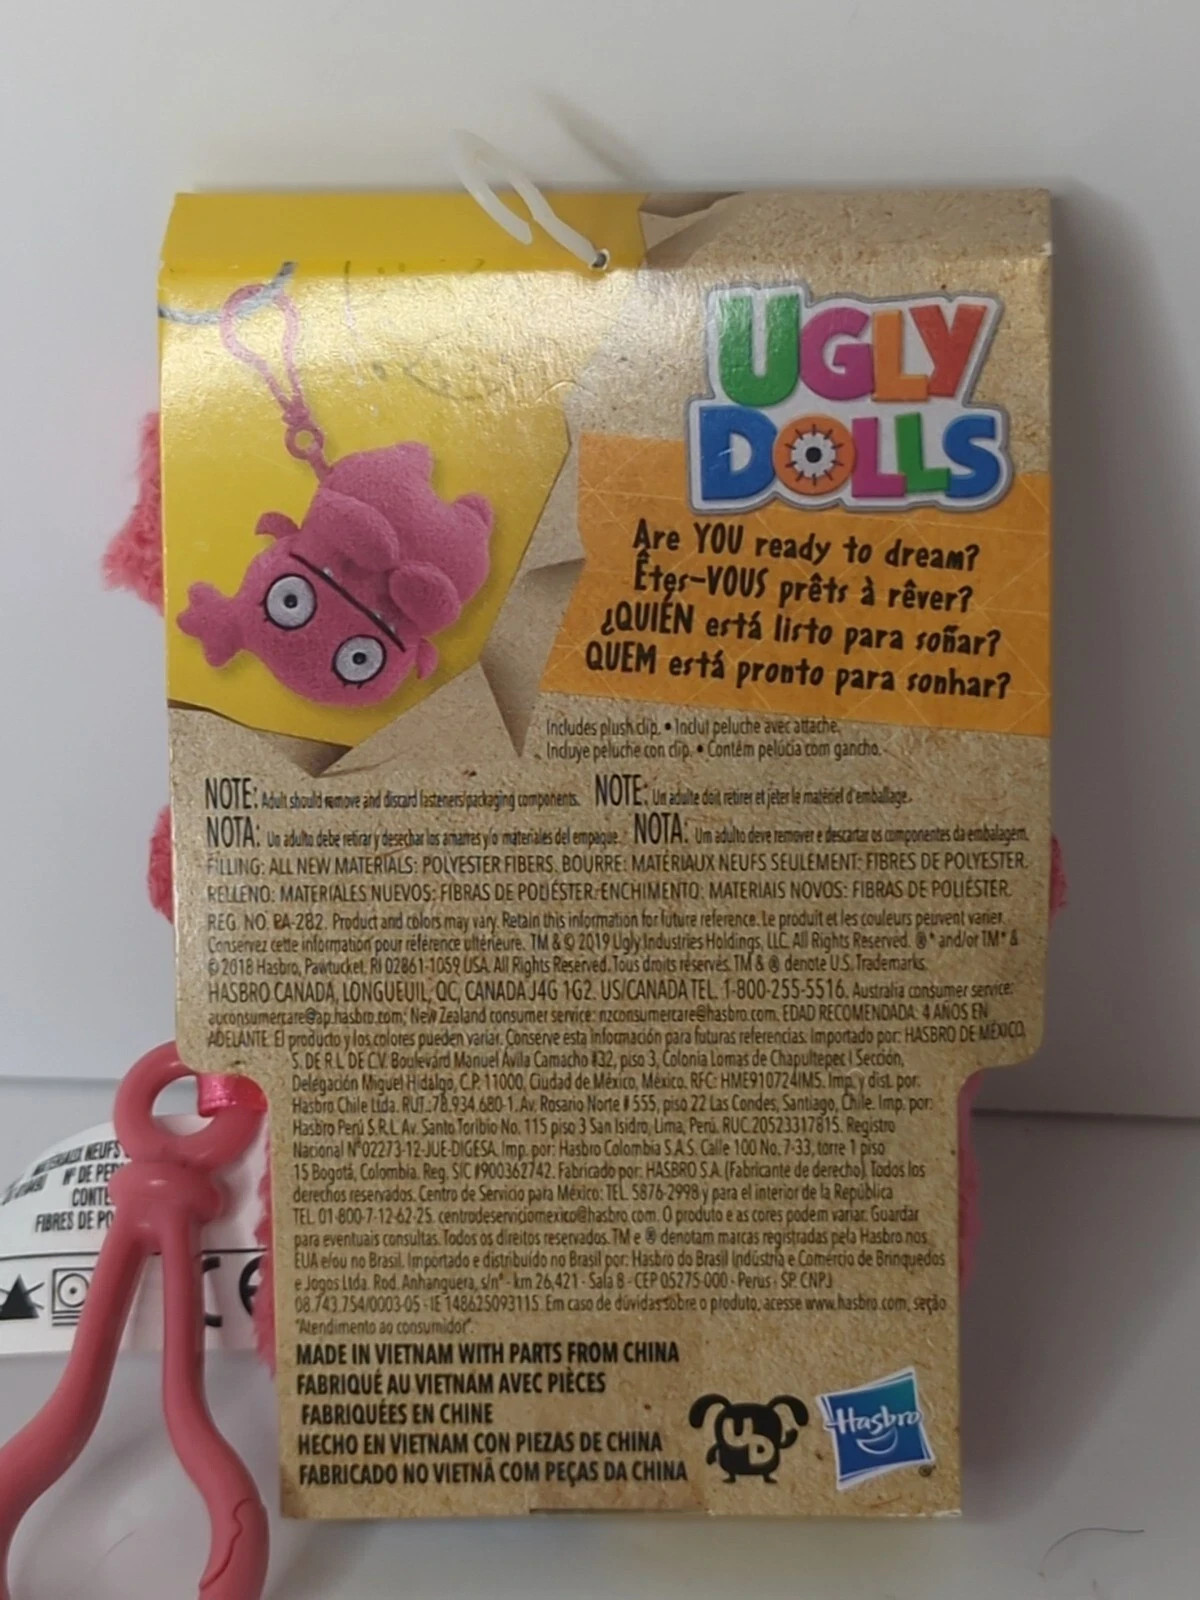 UGLY
DOLLS
Are YOU ready to dream?
Êtes-VOUS prêts à rêver?
¿QUIÉN está listo para soñar?
QUEM está pronto para sonhar?
Includes plush clip. • Inclut peluche avec attache.
Incluye peluche con clip. • Contém pelúcia com gancho.
NOTE: Adult should remove and discard fasteners/packaging components. NOTE: Un adulte doit retirer et jeter le matériel d'emballage.
NOTA: Un adulto debe retirar y desechar los amarres y/o materiales del empaque. NOTA: Um adulto deve remover e descartar os componentes da embalagem.
FILLING: ALL NEW MATERIALS: POLYESTER FIBERS. BOURRE: MATÉRIAUX NEUFS SEULEMENT: FIBRES DE POLYESTER.
RELLENO: MATERIALES NUEVOS: FIBRAS DE POLIÉSTER. ENCHIMENTO: MATERIAIS NOVOS: FIBRAS DE POLIÉSTER.
REG. NO. PA-282. Product and colors may vary. Retain this information for future reference. Le produit et les couleurs peuvent varier.
Conservez cette information pour référence ultérieure. TM & © 2019 Ugly Industries Holdings, LLC. All Rights Reserved. ®* and/or TM* &
© 2018 Hasbro, Pawtucket, RI 02861-1059 USA. All Rights Reserved. Tous droits réservés. TM & ® denote U.S. Trademarks.
HASBRO CANADA, LONGUEUIL, QC, CANADA J4G 1G2. US/CANADA TEL. 1-800-255-5516. Australia consumer service:
auconsumercare@ap.hasbro.com; New Zealand consumer service: nzconsumercare@hasbro.com. EDAD RECOMENDADA: 4 AÑOS EN
ADELANTE. El producto y los colores pueden variar. Conserve esta información para futuras referencias. Importado por: HASBRO DE MÉXICO,
S. DE R.L. DE C.V. Boulevard Manuel Ávila Camacho #32, piso 3, Colonia Lomas de Chapultepec I Sección,
Delegación Miguel Hidalgo, C.P. 11000, Ciudad de México, México. RFC: HME910724IM5. Imp. y dist. por:
Hasbro Chile Ltda. RUT.:78.934.680-1. Av. Rosario Norte # 555, piso 22 Las Condes, Santiago, Chile. Imp. por:
Hasbro Perú S.R.L. Av. Santo Toribio No. 115 piso 3 San Isidro, Lima, Perú. RUC.20523317815. Registro
Nacional N°02273-12-JUE-DIGESA. Imp. por: Hasbro Colombia S.A.S. Calle 100 No. 7-33, torre 1 piso
15 Bogotá, Colombia. Reg. SIC #900362742. Fabricado por: HASBRO S.A. (Fabricante de derecho). Todos los
derechos reservados. Centro de Servicio para México: TEL. 5876-2998 y para el interior de la República
TEL. 01-800-7-12-62-25. centrodeserviciomexico@hasbro.com. O produto e as cores podem variar. Guardar
para eventuais consultas. Todos os direitos reservados. TM e ® denotam marcas registradas pela Hasbro nos
EUA e/ou no Brasil. Importado e distribuído no Brasil por: Hasbro do Brasil Indústria e Comércio de Brinquedos
e Jogos Ltda. Rod. Anhanguera, s/nº - km 26,421 - Sala 8 - CEP 05275-000 - Perus - SP. CNPJ
08.743.754/0003-05 - IE 148625093115. Em caso de dúvidas sobre o produto, acesse www.hasbro.com, seção
"Atendimento ao consumidor".
MADE IN VIETNAM WITH PARTS FROM CHINA
FABRIQUÉ AU VIETNAM AVEC PIÈCES
FABRIQUÉES EN CHINE
HECHO EN VIETNAM CON PIEZAS DE CHINA
FABRICADO NO VIETNÃ COM PEÇAS DA CHINA
UD
Hasbro
NEUFS
Nº DE
CONTE
FIBRES DE PO
CE